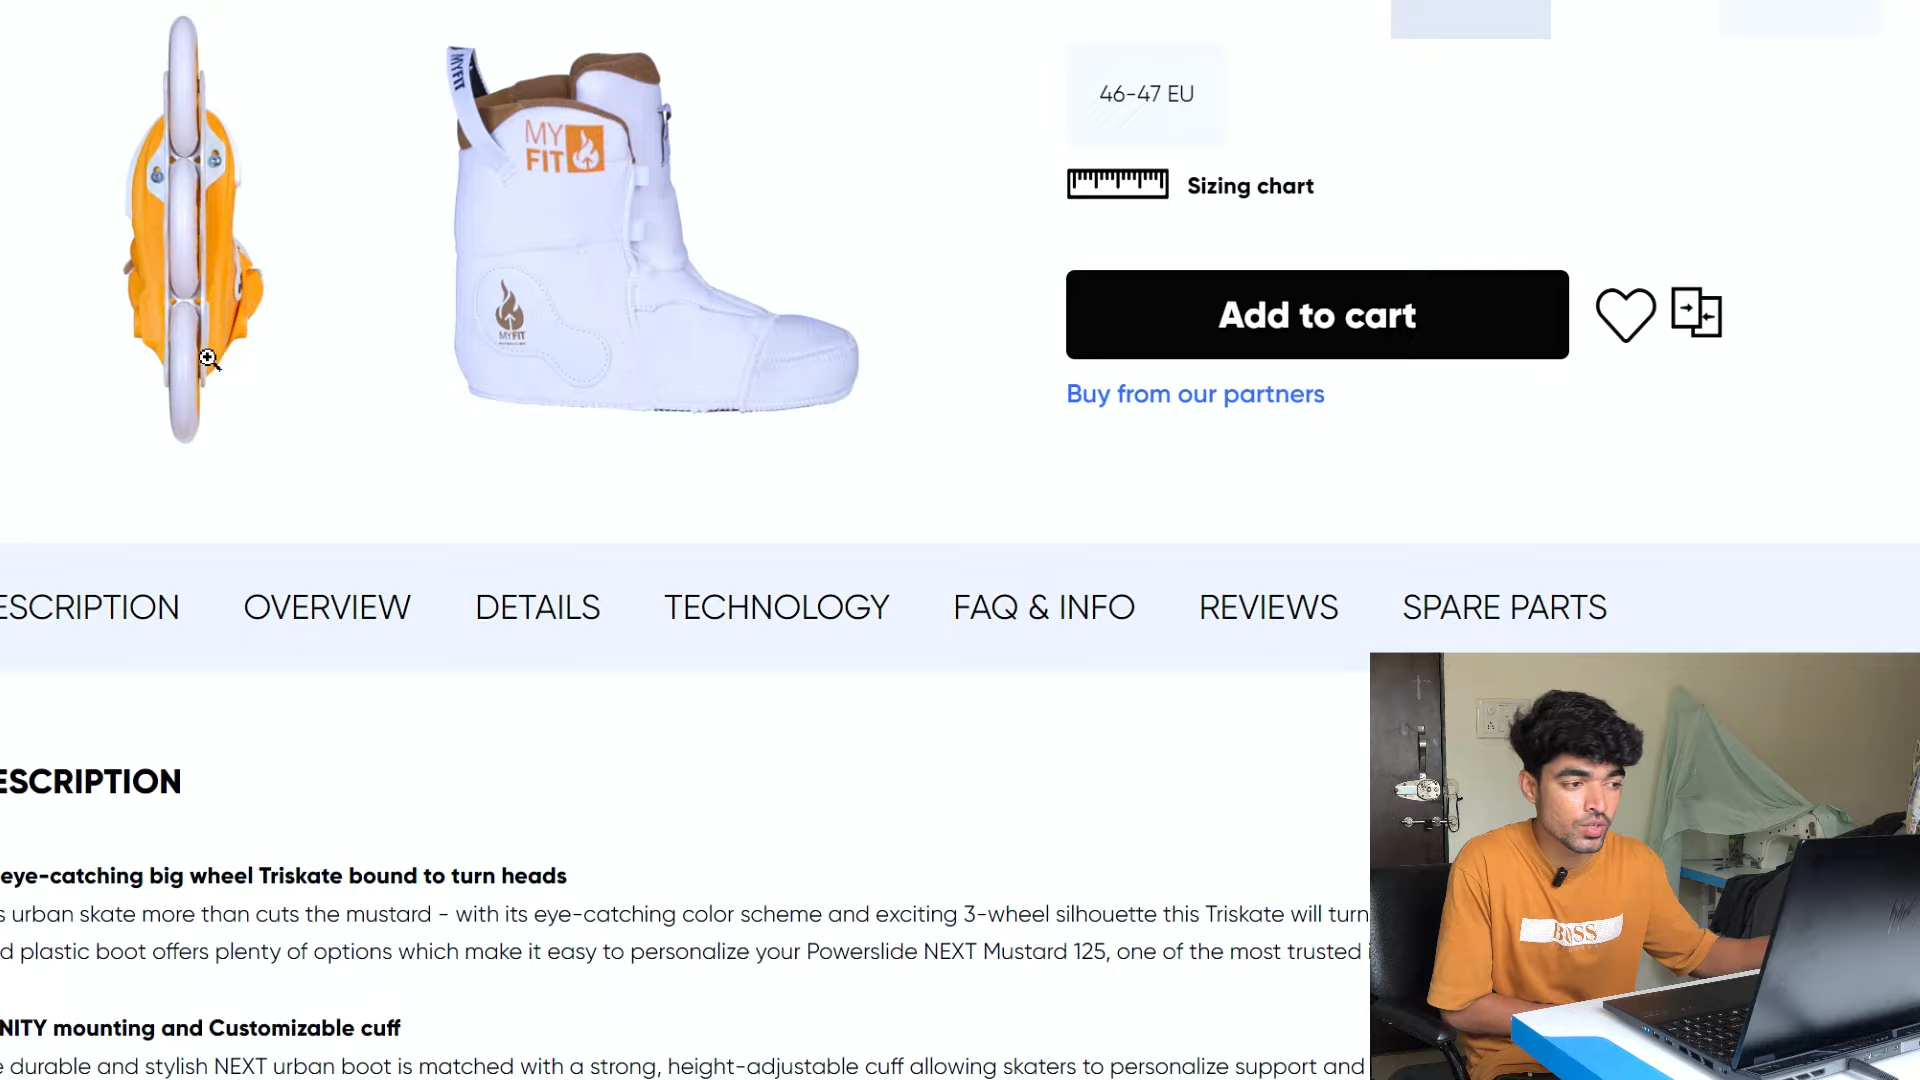 MYFIT
MY
FIT
MYFIT
46-47 EU
Sizing chart
Add to cart
Buy from our partners
ESCRIPTION
OVERVIEW
DETAILS
TECHNOLOGY
FAQ & INFO
REVIEWS
SPARE PARTS
ESCRIPTION
eye-catching big wheel Triskate bound to turn heads
s urban skate more than cuts the mustard - with its eye-catching color scheme and exciting 3-wheel silhouette this Triskate will turn
d plastic boot offers plenty of options which make it easy to personalize your Powerslide NEXT Mustard 125, one of the most trusted i
NITY mounting and Customizable cuff
e durable and stylish NEXT urban boot is matched with a strong, height-adjustable cuff allowing skaters to personalize support and
BOSS